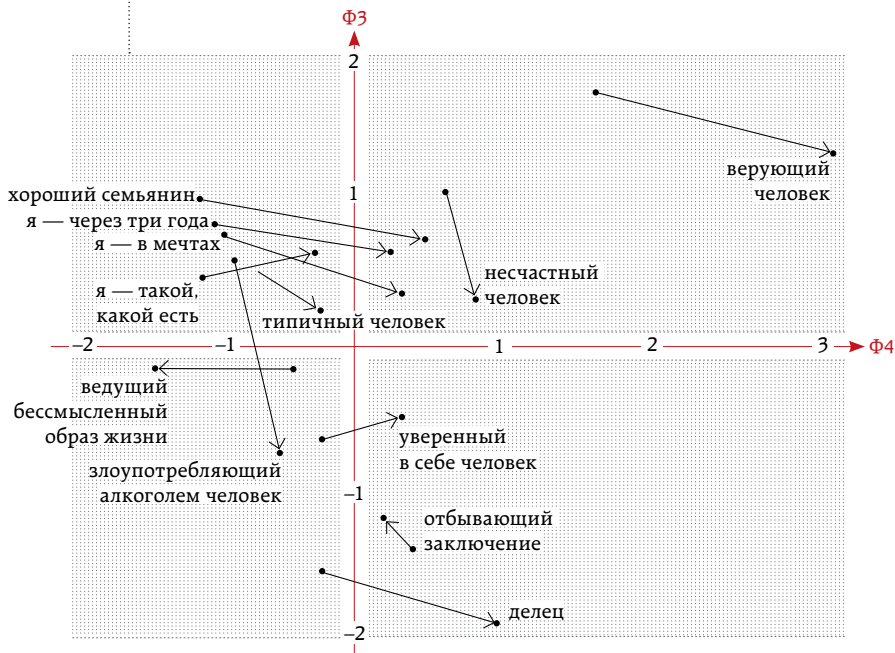 Ф3
2
верующий
человек
хороший семьянин
1
я — через три года
я — в мечтах
несчастный
человек
я — такой,
какой есть
типичный человек
–2
–1
1
2
3
Ф4
ведущий
бессмысленный
образ жизни
уверенный
в себе человек
злоупотребляющий
алкоголем человек
–1
отбывающий
заключение
делец
–2